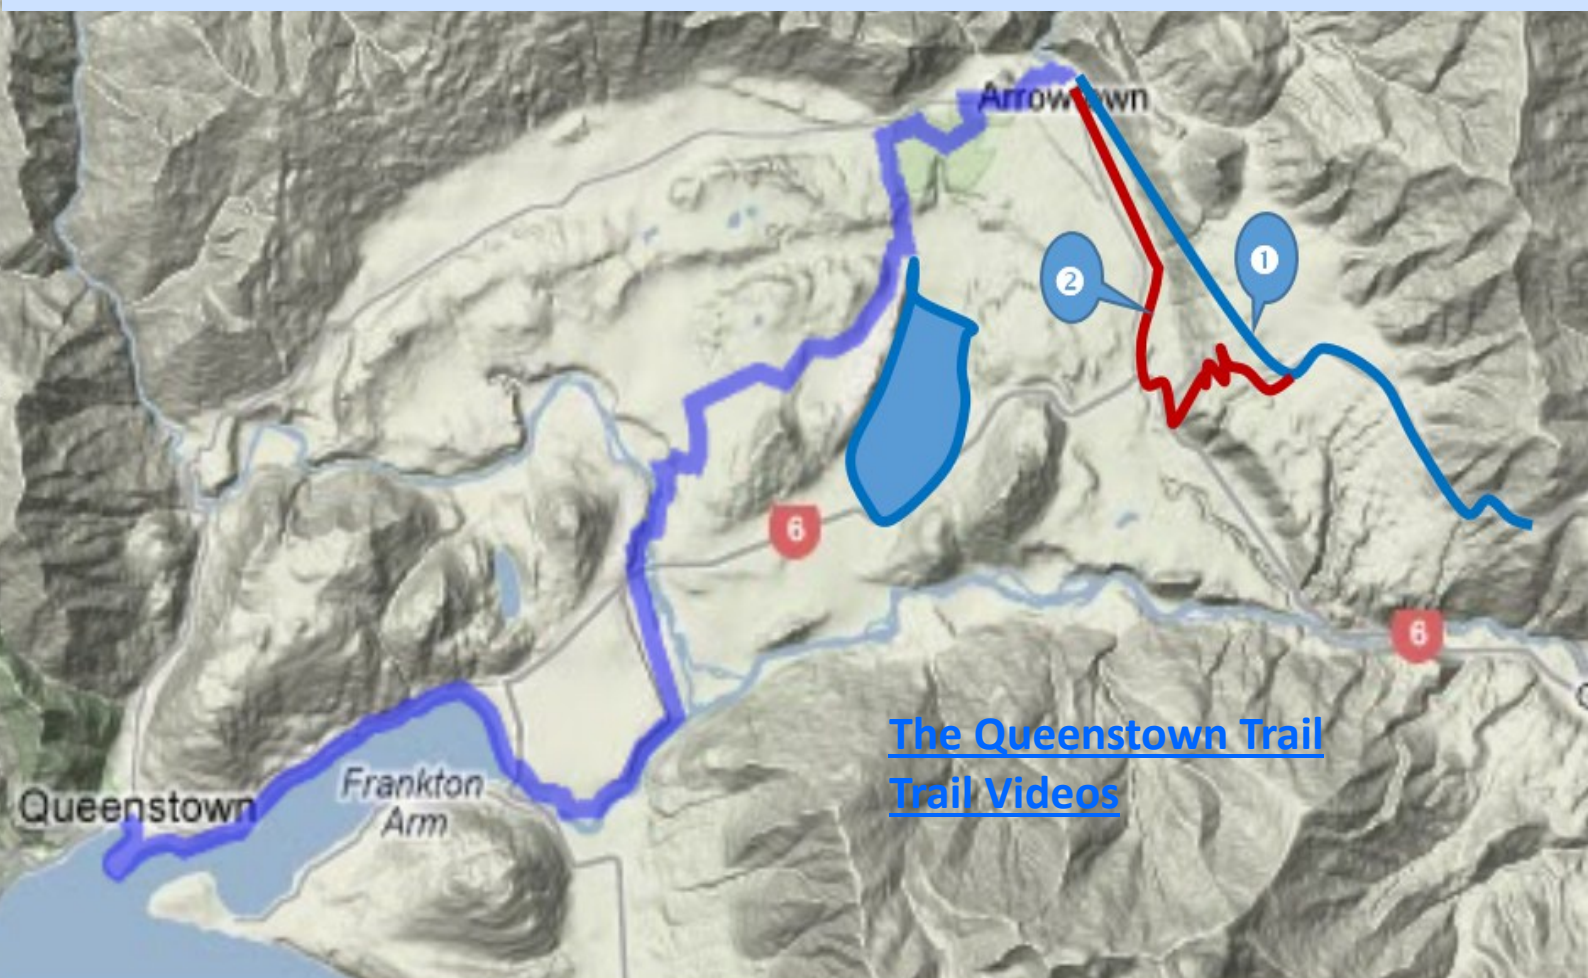 Arrowtown
1
2
6
6
The Queenstown Trail
Trail Videos
Frankton
Arm
Queenstown